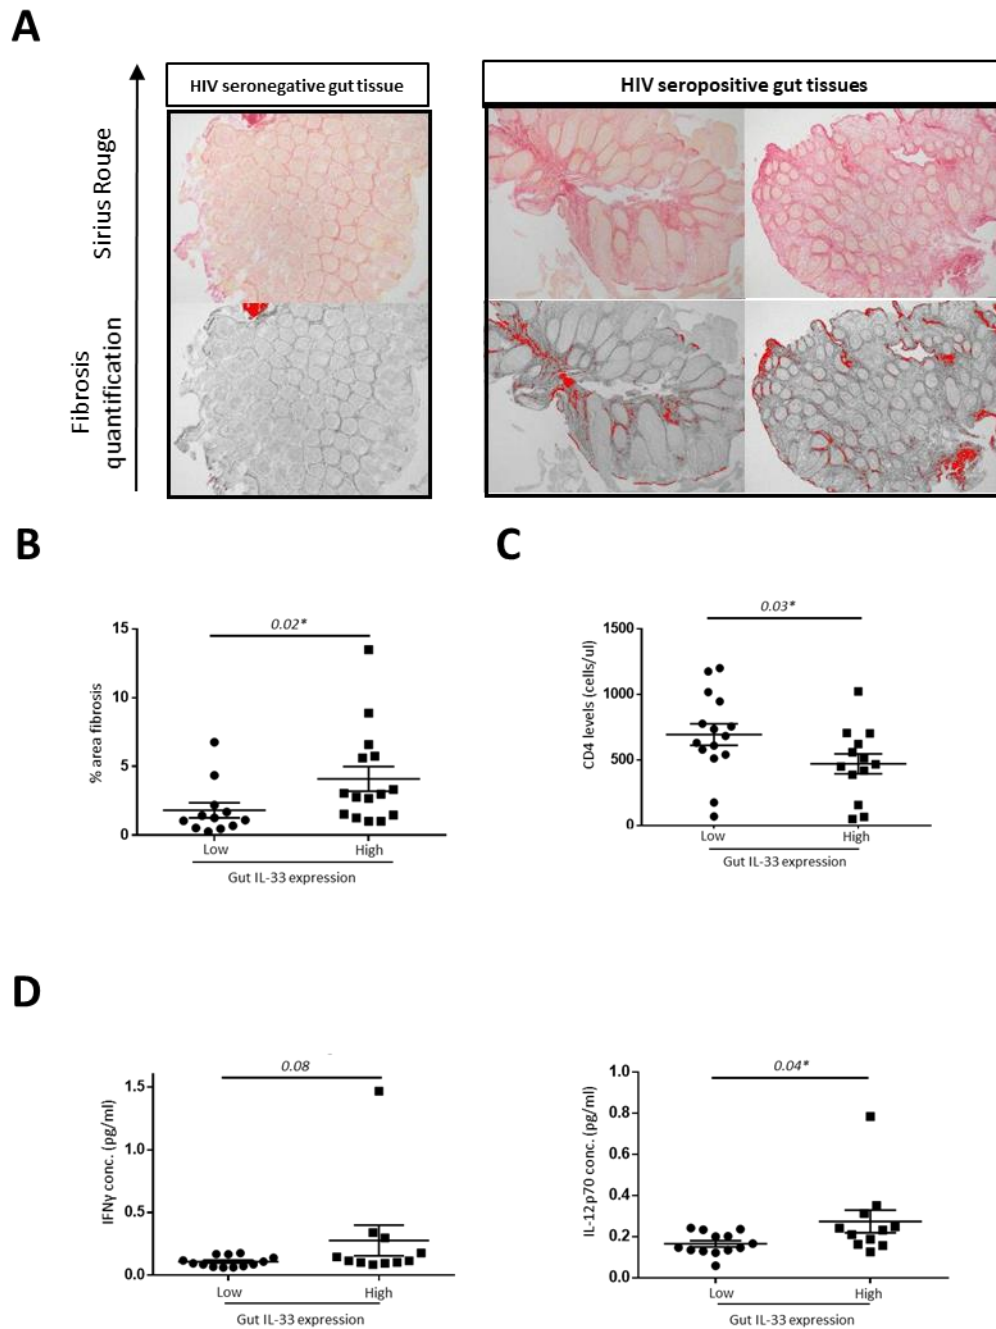 A
HIV seronegative gut tissue
HIV seropositive gut tissues
Sirius Rouge
Fibrosis
quantification
B
C
0.02*
15
10
5
0
% area fibrosis
Low
High
Gut IL-33 expression
0.03*
1500
1000
500
0
CD4 levels (cells/ul)
Low
High
Gut IL-33 expression
D
0.08
1.5
1.0
0.5
0.0
IFNγ conc. (pg/ml)
Low
High
Gut IL-33 expression
0.04*
1.0
0.8
0.6
0.4
0.2
0.0
IL-12p70 conc. (pg/ml)
Low
High
Gut IL-33 expression